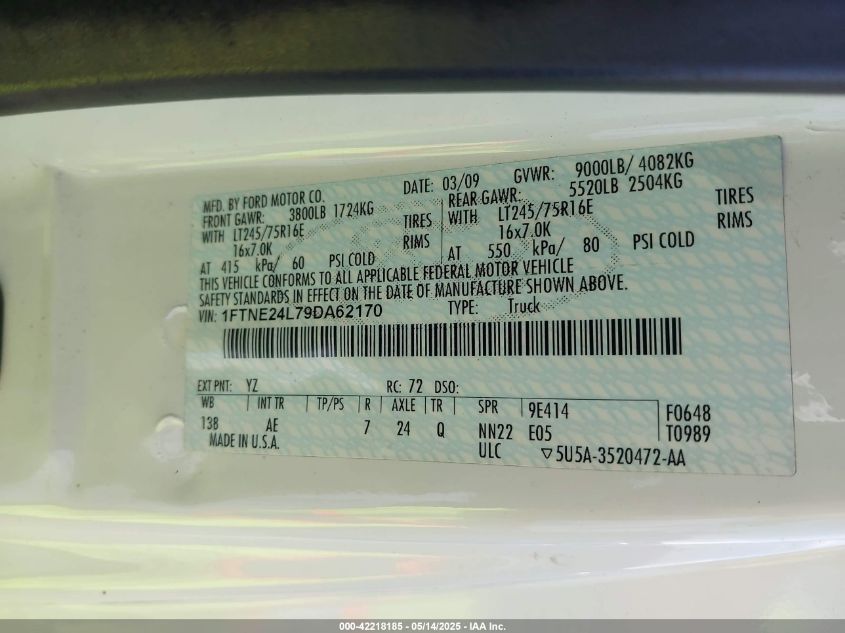 MFD. BY FORD MOTOR CO. DATE: 03/09 GVWR: 9000LB/ 4082KG
FRONT GAWR: 3800LB 1724KG REAR GAWR: 5520LB 2504KG
WITH LT245/75R16E TIRES WITH LT245/75R16E TIRES
16x7.0K RIMS 16x7.0K RIMS
AT 415 kPa/ 60 PSI COLD AT 550 kPa/ 80 PSI COLD
THIS VEHICLE CONFORMS TO ALL APPLICABLE FEDERAL MOTOR VEHICLE
SAFETY STANDARDS IN EFFECT ON THE DATE OF MANUFACTURE SHOWN ABOVE.
VIN: 1FTNE24L79DA62170 TYPE: Truck
EXT PNT: YZ RC: 72 DSO:
WB INT TR TP/PS R AXLE TR SPR 9E414 F0648
138 AE 7 24 Q NN22 E05 T0989
MADE IN U.S.A. ULC ▽5U5A-3520472-AA
000-42218185 - 05/14/2025 - IAA Inc.